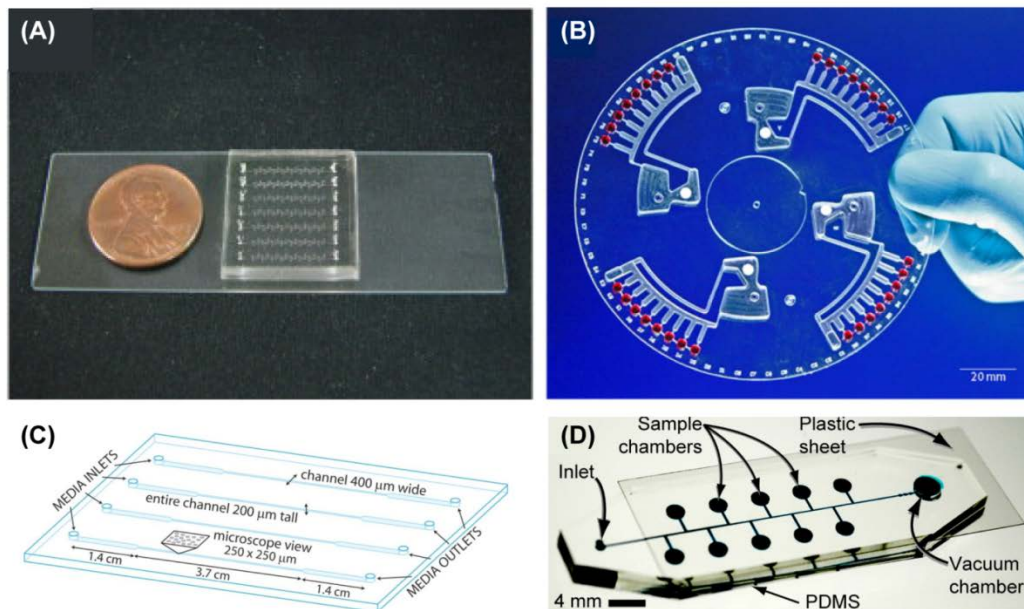 (A)
(B)
20 mm
(C)
MEDIA INLETS
channel 400 µm wide
entire channel 200 µm tall
microscope view
250 x 250 µm
1.4 cm
3.7 cm
1.4 cm
MEDIA OUTLETS
(D)
Sample
chambers
Plastic
sheet
Inlet
Vacuum
chamber
PDMS
4 mm